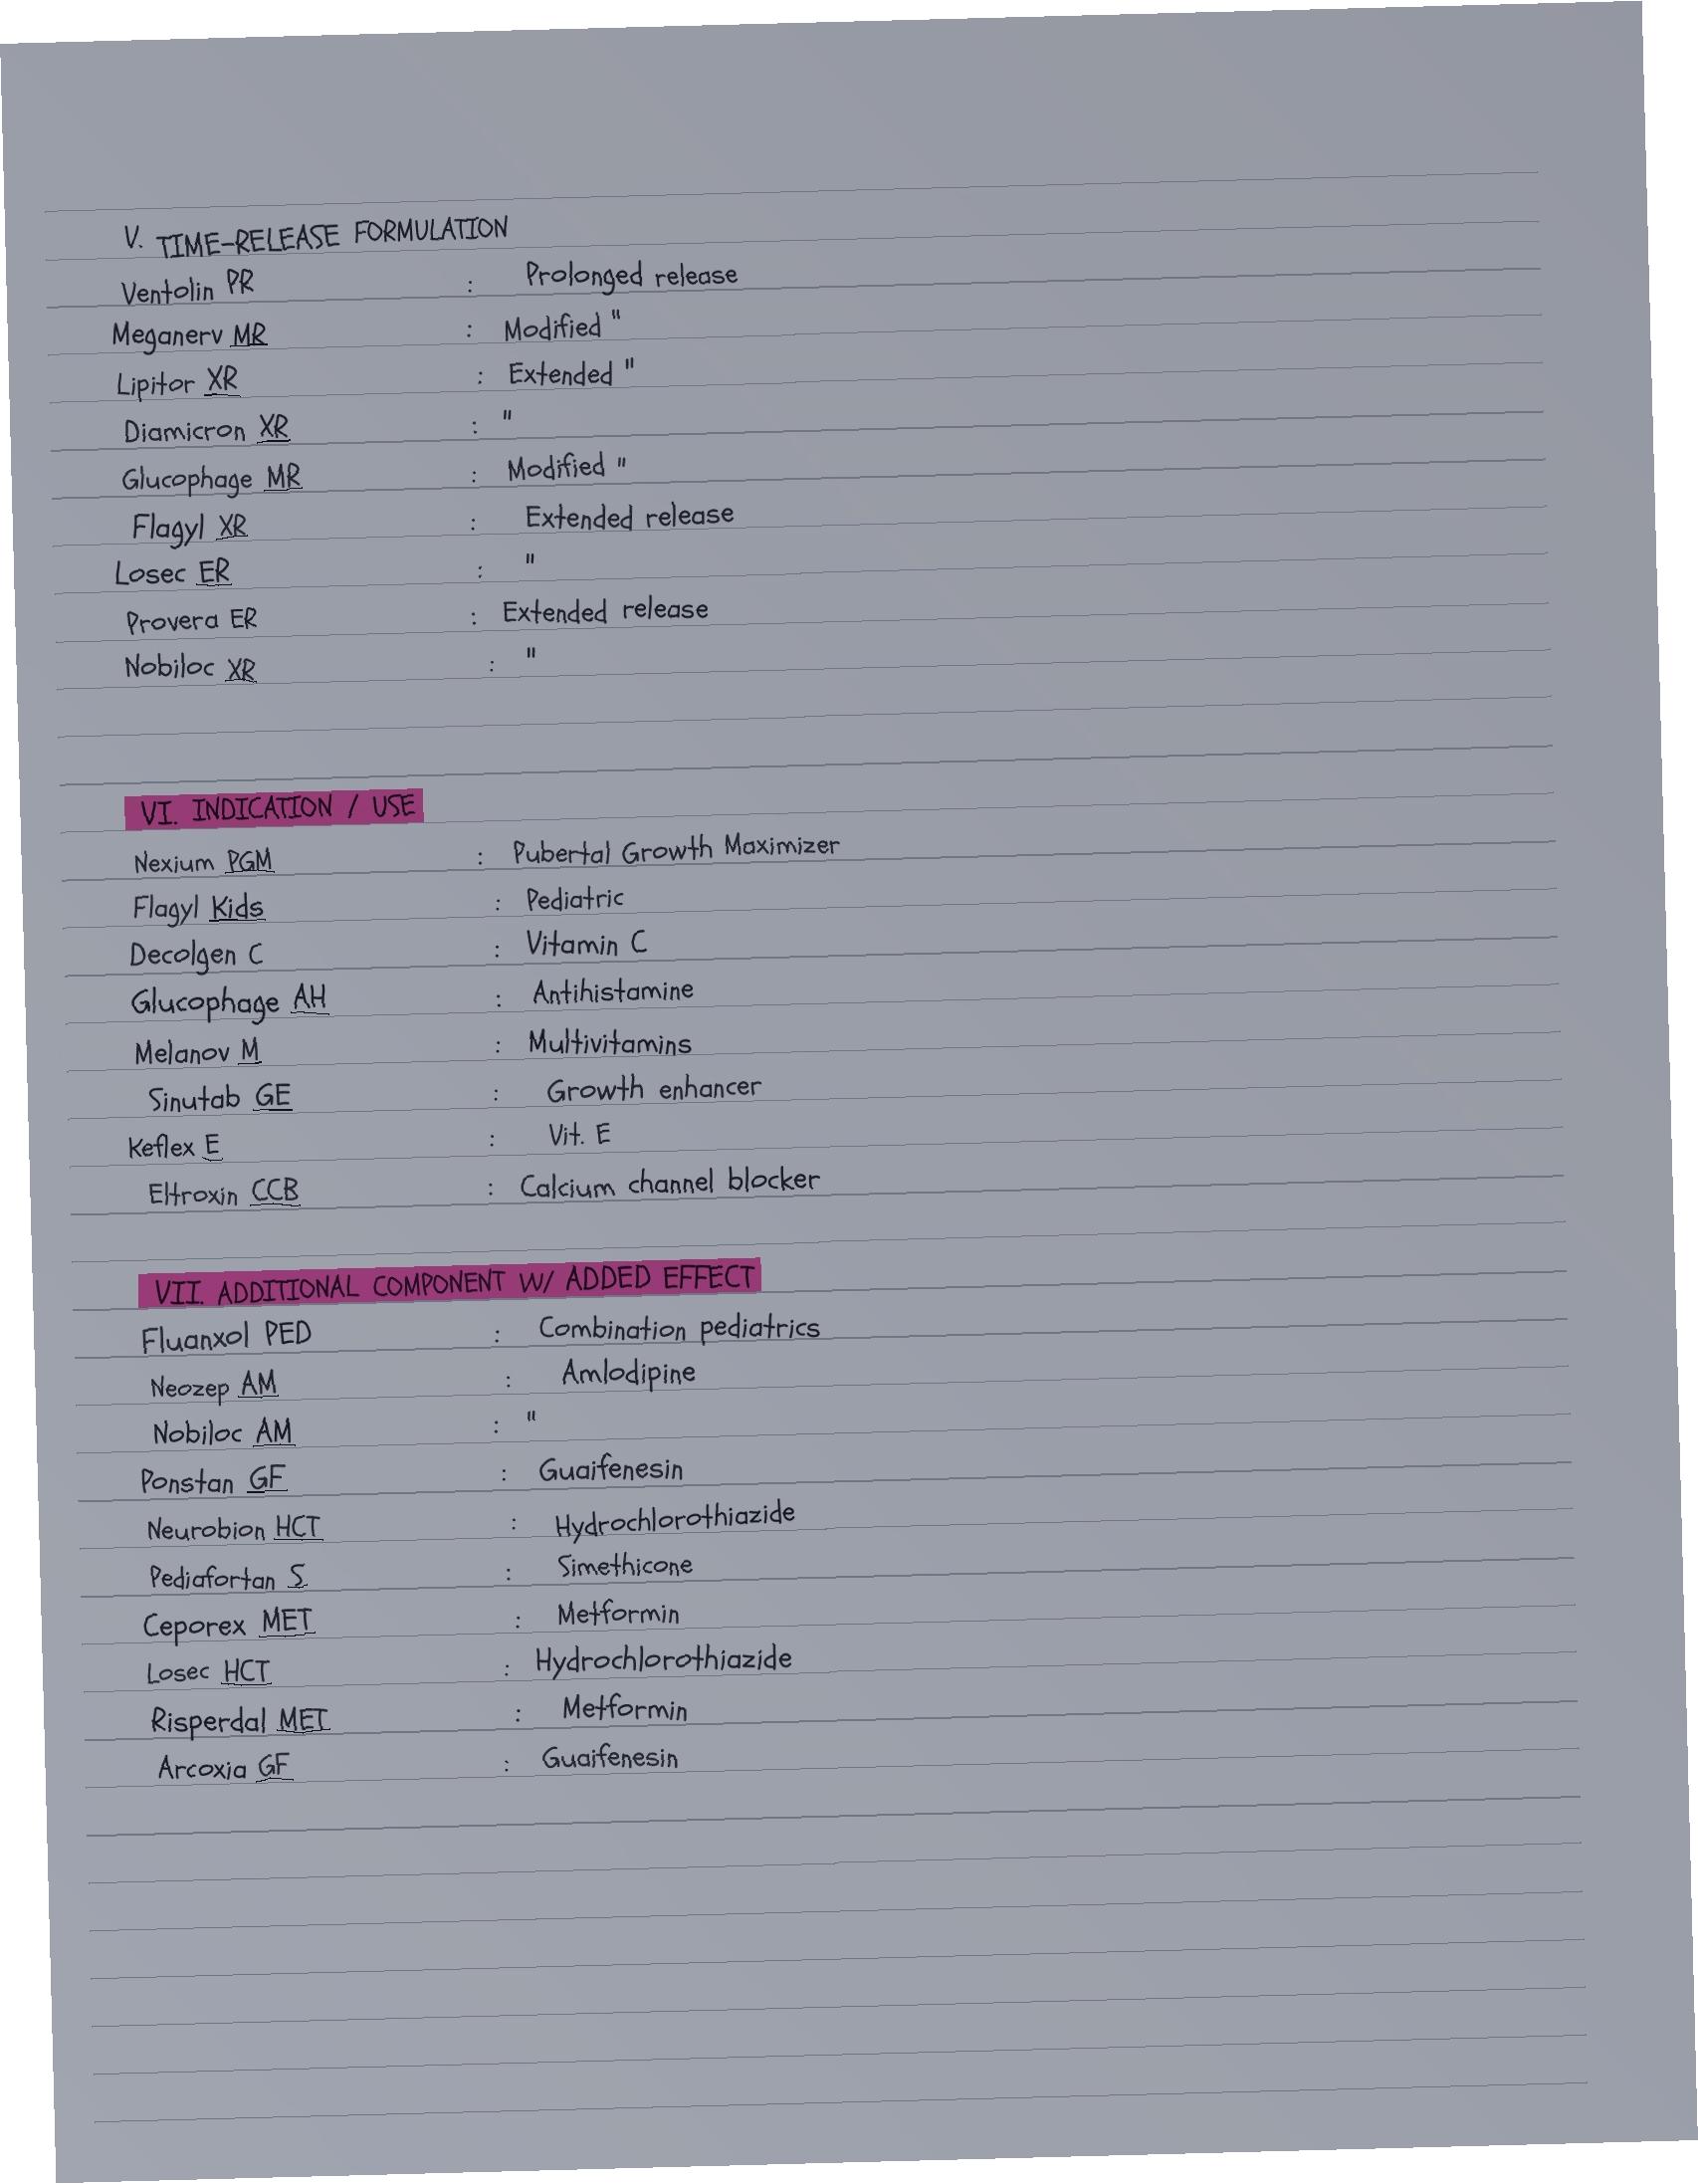 V. TIME-RELEASE FORMULATION
Ventolin PR : Prolonged release
Meganerv MR : Modified "
Lipitor XR : Extended "
Diamicron XR : "
Glucophage MR : Modified "
Flagyl XR : Extended release
Losec ER : "
Provera ER : Extended release
Nobiloc XR : "
VI. INDICATION / USE
Nexium PGM : Pubertal Growth Maximizer
Flagyl Kids : Pediatric
Decolgen C : Vitamin C
Glucophage AH : Antihistamine
Melanov M : Multivitamins
Sinutab GE : Growth enhancer
Keflex E : Vit. E
Eltroxin CCB : Calcium channel blocker
VII. ADDITIONAL COMPONENT W/ ADDED EFFECT
Fluanxol PED : Combination pediatrics
Neozep AM : Amlodipine
Nobiloc AM : "
Ponstan GF : Guaifenesin
Neurobion HCT : Hydrochlorothiazide
Pediafortan S : Simethicone
Ceporex MET : Metformin
Losec HCT : Hydrochlorothiazide
Risperdal MET : Metformin
Arcoxia GF : Guaifenesin